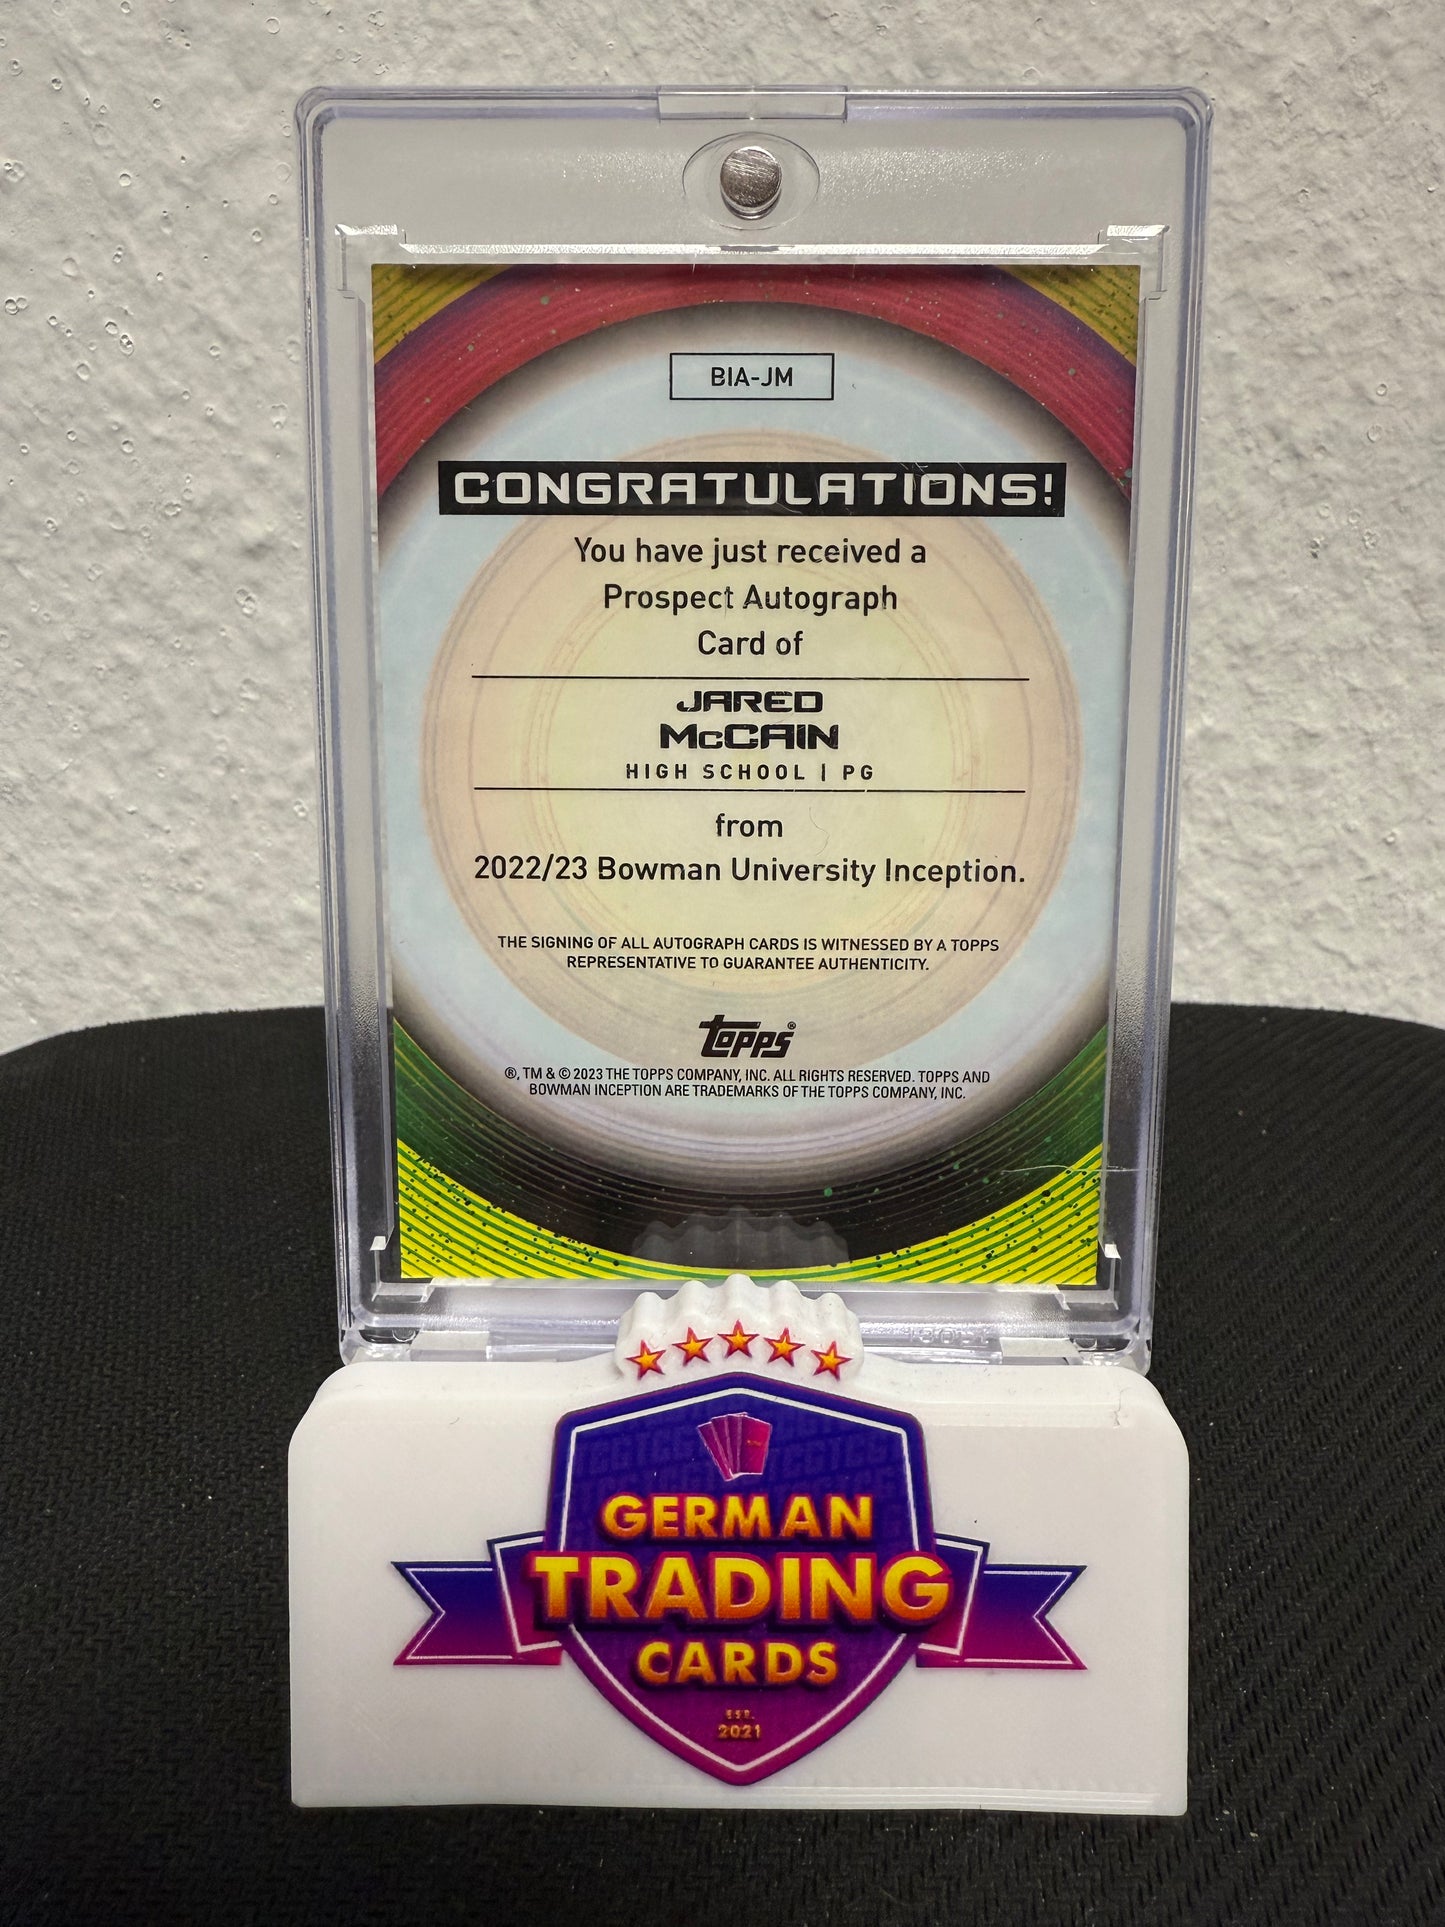 BIA-JM
CONGRATULATIONS!
You have just received a
Prospect Autograph
Card of
JARED
McCAIN
HIGH SCHOOL | PG
from
2022/23 Bowman University Inception.
THE SIGNING OF ALL AUTOGRAPH CARDS IS WITNESSED BY A TOPPS
REPRESENTATIVE TO GUARANTEE AUTHENTICITY.
topps®
®, TM & © 2023 THE TOPPS COMPANY, INC. ALL RIGHTS RESERVED. TOPPS AND
BOWMAN INCEPTION ARE TRADEMARKS OF THE TOPPS COMPANY, INC.
GERMAN
TRADING
CARDS
EST.
2021